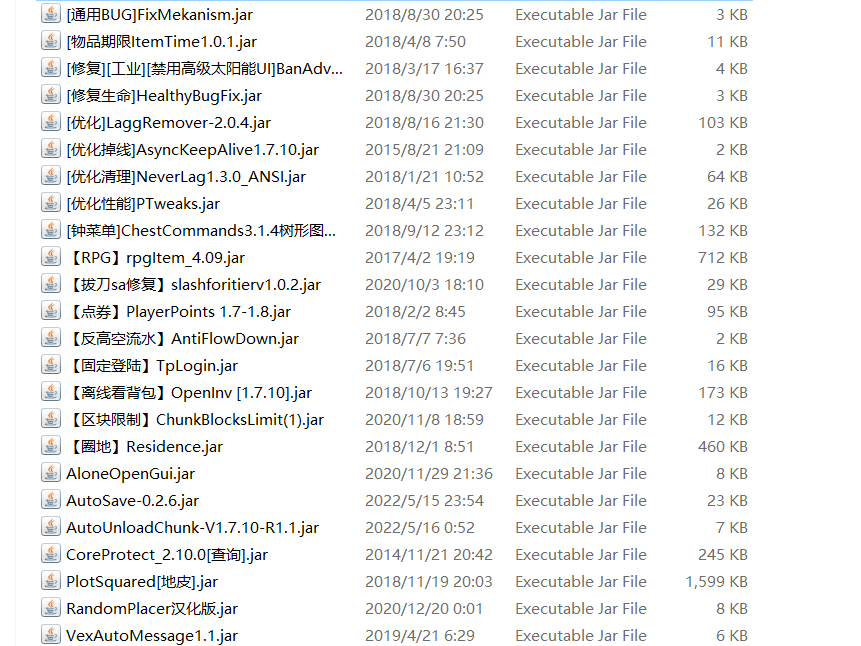 [通用BUG]FixMekanism.jar 2018/8/30 20:25 Executable Jar File 3 KB
[物品期限ItemTime1.0.1.jar 2018/4/8 7:50 Executable Jar File 11 KB
[修复][工业][禁用高级太阳能UI]BanAdv... 2018/3/17 16:37 Executable Jar File 4 KB
[修复生命]HealthyBugFix.jar 2018/8/30 20:25 Executable Jar File 3 KB
[优化]LaggRemover-2.0.4.jar 2018/8/16 21:30 Executable Jar File 103 KB
[优化掉线]AsyncKeepAlive1.7.10.jar 2015/8/21 21:09 Executable Jar File 2 KB
[优化清理]NeverLag1.3.0_ANSI.jar 2018/1/21 10:52 Executable Jar File 64 KB
[优化性能]PTweaks.jar 2018/4/5 23:11 Executable Jar File 26 KB
[钟菜单]ChestCommands3.1.4树形图... 2018/9/12 23:12 Executable Jar File 132 KB
【RPG】rpgItem_4.09.jar 2017/4/2 19:19 Executable Jar File 712 KB
【拔刀sa修复】slashforitierv1.0.2.jar 2020/10/3 18:10 Executable Jar File 29 KB
【点券】PlayerPoints 1.7-1.8.jar 2018/2/2 8:45 Executable Jar File 95 KB
【反高空流水】AntiFlowDown.jar 2018/7/7 7:36 Executable Jar File 2 KB
【固定登陆】TpLogin.jar 2018/7/6 19:51 Executable Jar File 16 KB
【离线看背包】OpenInv [1.7.10].jar 2018/10/13 19:27 Executable Jar File 173 KB
【区块限制】ChunkBlocksLimit(1).jar 2020/11/8 18:59 Executable Jar File 12 KB
【圈地】Residence.jar 2018/12/1 8:51 Executable Jar File 460 KB
AloneOpenGui.jar 2020/11/29 21:36 Executable Jar File 8 KB
AutoSave-0.2.6.jar 2022/5/15 23:54 Executable Jar File 23 KB
AutoUnloadChunk-V1.7.10-R1.1.jar 2022/5/16 0:52 Executable Jar File 7 KB
CoreProtect_2.10.0[查询].jar 2014/11/21 20:42 Executable Jar File 245 KB
PlotSquared[地皮].jar 2018/11/19 20:03 Executable Jar File 1,599 KB
RandomPlacer汉化版.jar 2020/12/20 0:01 Executable Jar File 8 KB
VexAutoMessage1.1.jar 2019/4/21 6:29 Executable Jar File 6 KB